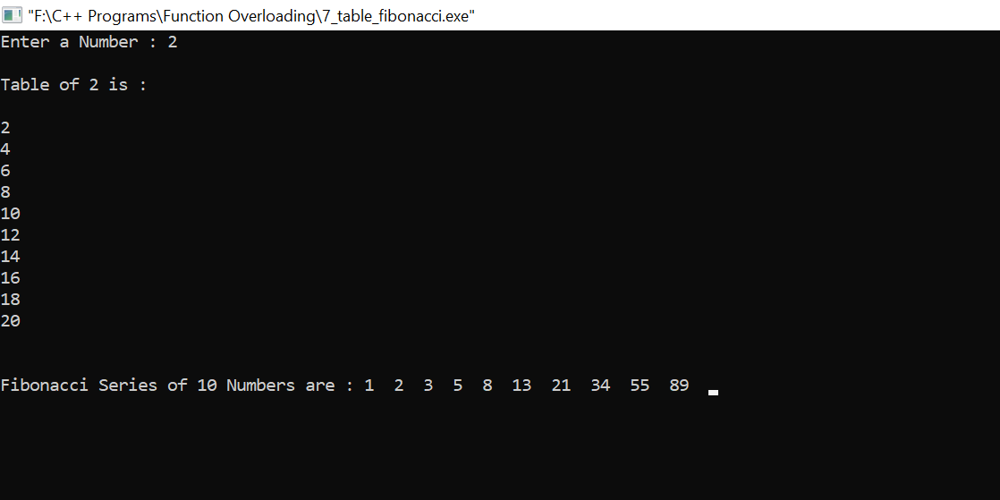 "F:\C++ Programs\Function Overloading\7_table_fibonacci.exe"
Enter a Number : 2
Table of 2 is :
2
4
6
8
10
12
14
16
18
20
Fibonacci Series of 10 Numbers are : 1  2  3  5  8  13  21  34  55  89